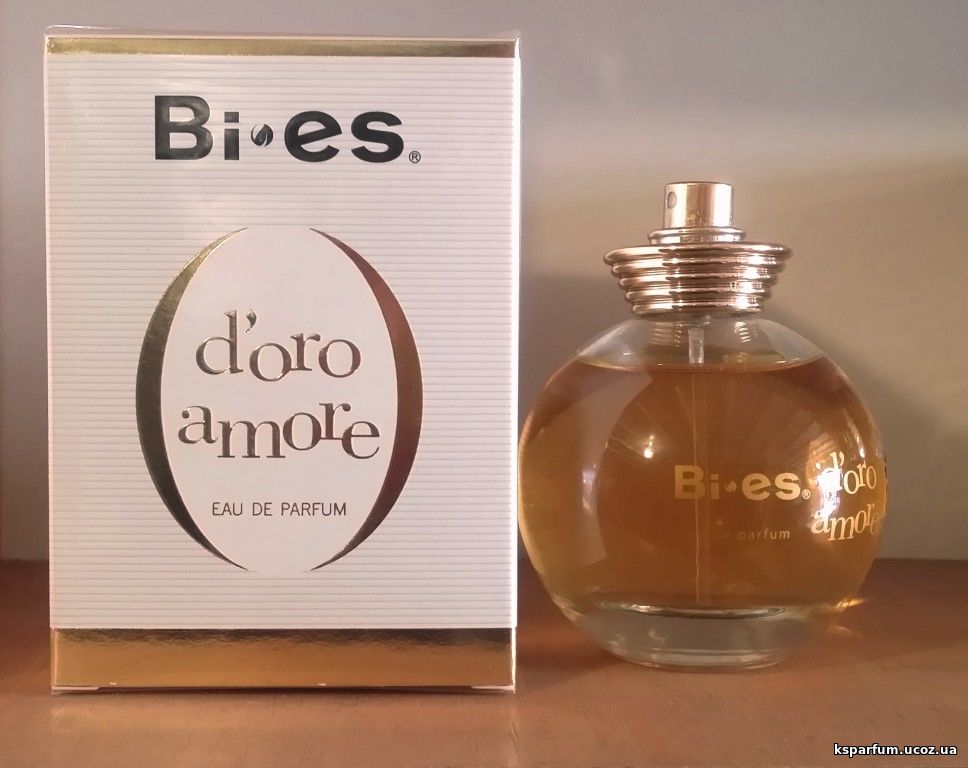 Bi·es®
d'oro
amore
EAU DE PARFUM
Bi·es®
d'oro
amore
de parfum
ksparfum.ucoz.ua